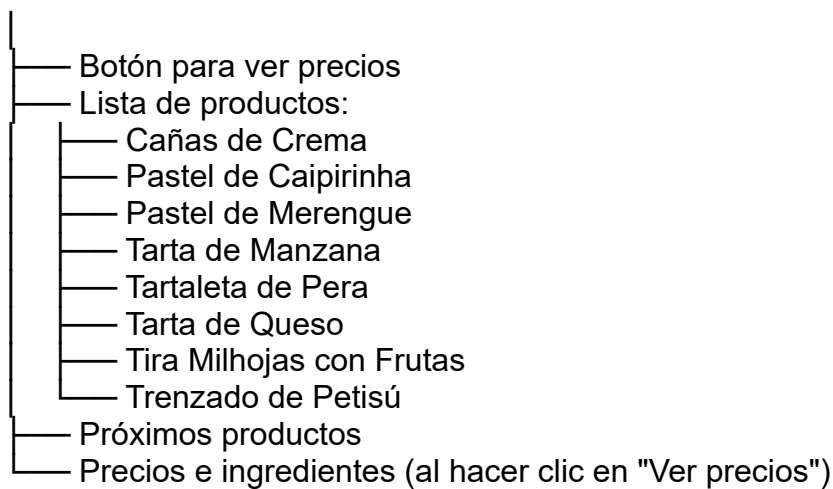 Botón para ver precios
Lista de productos:
Cañas de Crema
Pastel de Caipirinha
Pastel de Merengue
Tarta de Manzana
Tartaleta de Pera
Tarta de Queso
Tira Milhojas con Frutas
Trenzado de Petisú
Próximos productos
Precios e ingredientes (al hacer clic en "Ver precios")